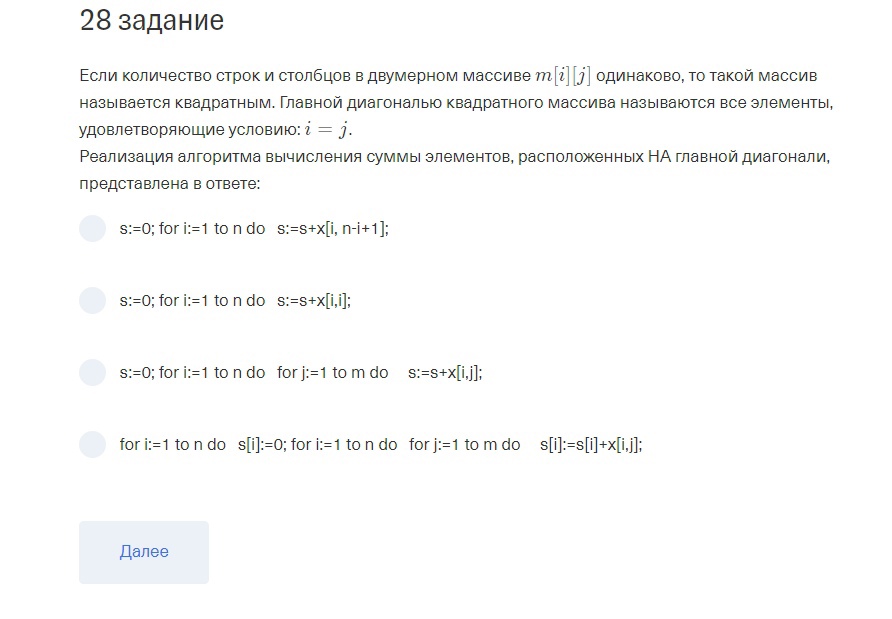 28 задание
Если количество строк и столбцов в двумерном массиве m[i][j] одинаково, то такой массив
называется квадратным. Главной диагональю квадратного массива называются все элементы,
удовлетворяющие условию: i = j.
Реализация алгоритма вычисления суммы элементов, расположенных НА главной диагонали,
представлена в ответе:
s:=0; for i:=1 to n do s:=s+x[i, n-i+1];
s:=0; for i:=1 to n do s:=s+x[i,i];
s:=0; for i:=1 to n do for j:=1 to m do s:=s+x[i,j];
for i:=1 to n do s[i]:=0; for i:=1 to n do for j:=1 to m do s[i]:=s[i]+x[i,j];
Далее